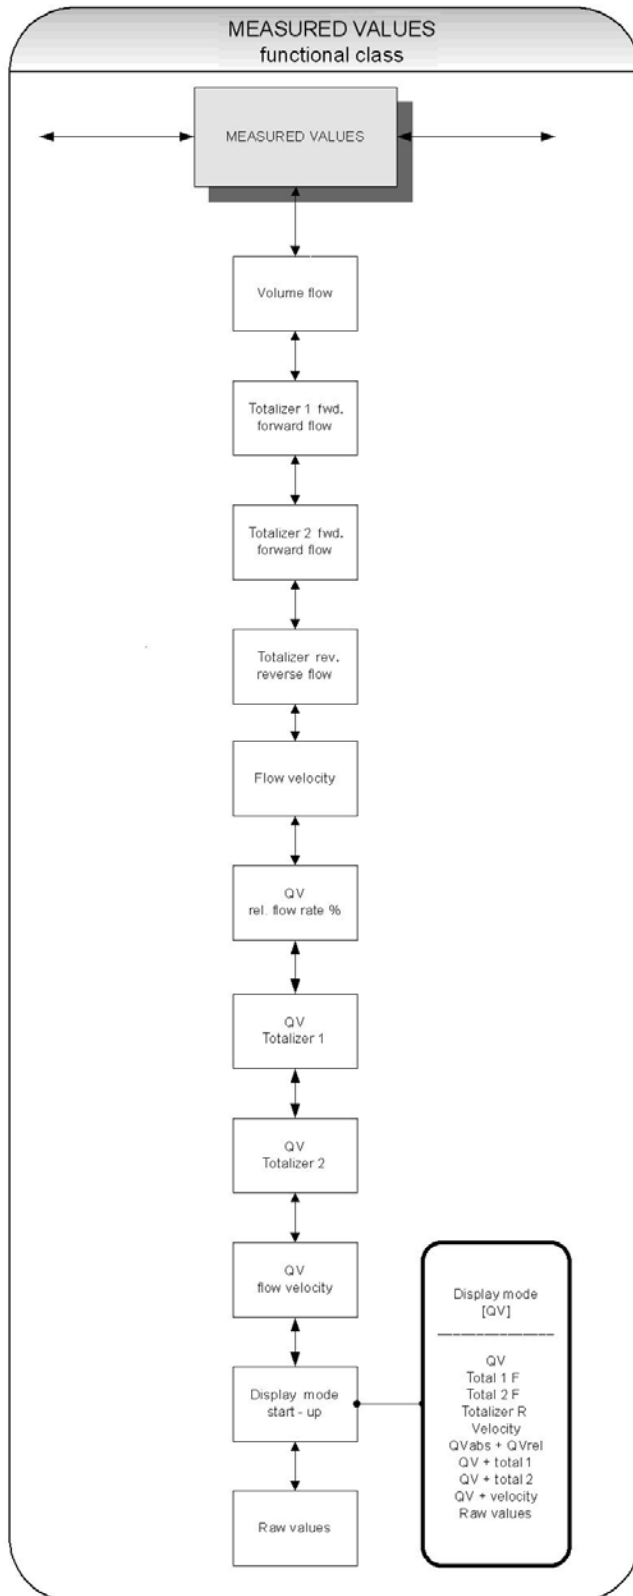 MEASURED VALUES
functional class
MEASURED VALUES
Volume flow
Totalizer 1 fwd.
forward flow
Totalizer 2 fwd.
forward flow
Totalizer rev.
reverse flow
Flow velocity
QV
rel. flow rate %
QV
Totalizer 1
QV
Totalizer 2
QV
flow velocity
Display mode
start - up
Raw values
Display mode
[QV]
QV
Total 1 F
Total 2 F
Totalizer R
Velocity
QVabs + QVrel
QV + total 1
QV + total 2
QV + velocity
Raw values